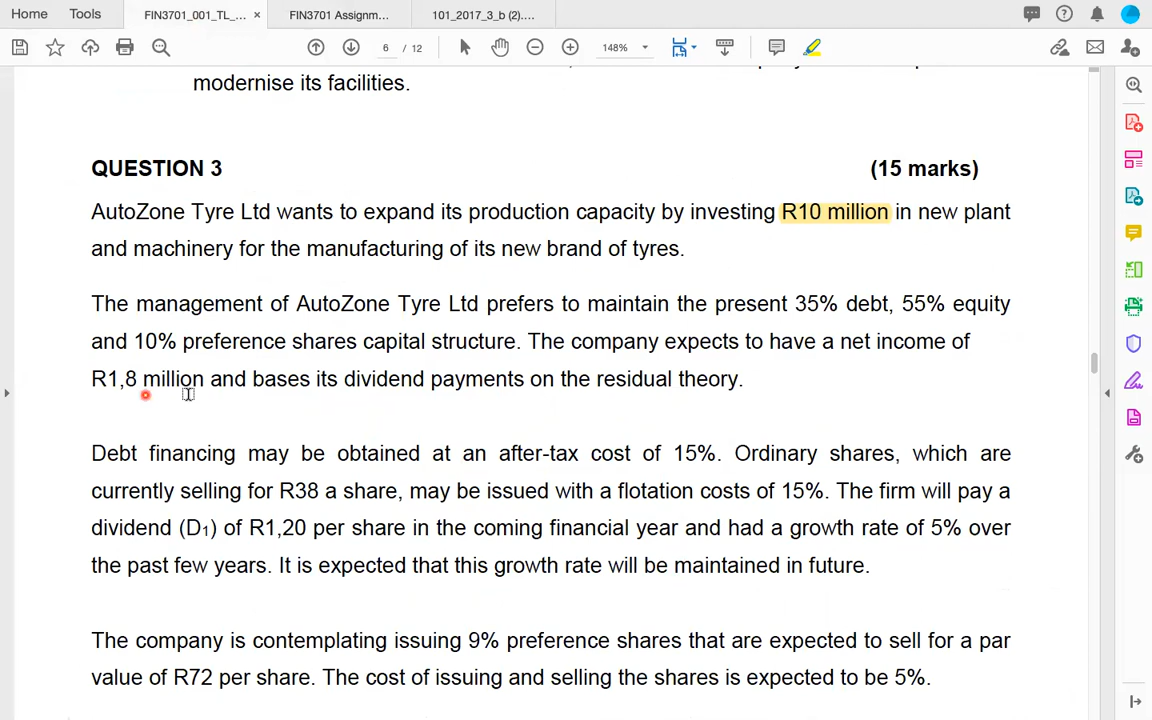 Home Tools FIN3701_001_TL_... × FIN3701 Assignm... 101_2017_3_b (2)....
6 / 12 148%
modernise its facilities.
QUESTION 3 (15 marks)
AutoZone Tyre Ltd wants to expand its production capacity by investing R10 million in new plant
and machinery for the manufacturing of its new brand of tyres.
The management of AutoZone Tyre Ltd prefers to maintain the present 35% debt, 55% equity
and 10% preference shares capital structure. The company expects to have a net income of
R1,8 million and bases its dividend payments on the residual theory.
Debt financing may be obtained at an after-tax cost of 15%. Ordinary shares, which are
currently selling for R38 a share, may be issued with a flotation costs of 15%. The firm will pay a
dividend (D₁) of R1,20 per share in the coming financial year and had a growth rate of 5% over
the past few years. It is expected that this growth rate will be maintained in future.
The company is contemplating issuing 9% preference shares that are expected to sell for a par
value of R72 per share. The cost of issuing and selling the shares is expected to be 5%.